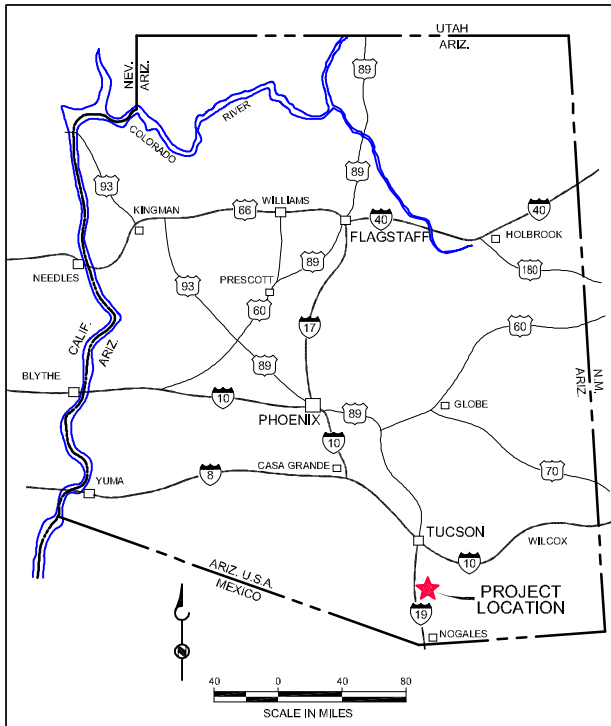 UTAH
ARIZ.
NEV.
ARIZ.
89
COLORADO
RIVER
93
89
KINGMAN
66
WILLIAMS
40
40
FLAGSTAFF
HOLBROOK
NEEDLES
89
180
PRESCOTT
93
60
CALIF.
ARIZ.
17
60
BLYTHE
89
N.M.
ARIZ.
10
PHOENIX
89
GLOBE
10
CASA GRANDE
8
70
YUMA
TUCSON
WILCOX
10
ARIZ. U.S.A.
MEXICO
PROJECT
LOCATION
19
NOGALES
40 20 0 40 80
SCALE IN MILES